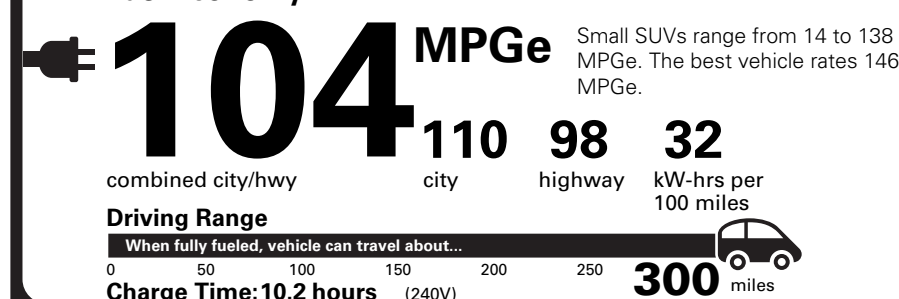 104 MPGe
Small SUVs range from 14 to 138
MPGe. The best vehicle rates 146
MPGe.
110 98 32
combined city/hwy city highway kW-hrs per
100 miles
Driving Range
When fully fueled, vehicle can travel about...
0 50 100 150 200 250 300 miles
Charge Time: 10.2 hours (240V)